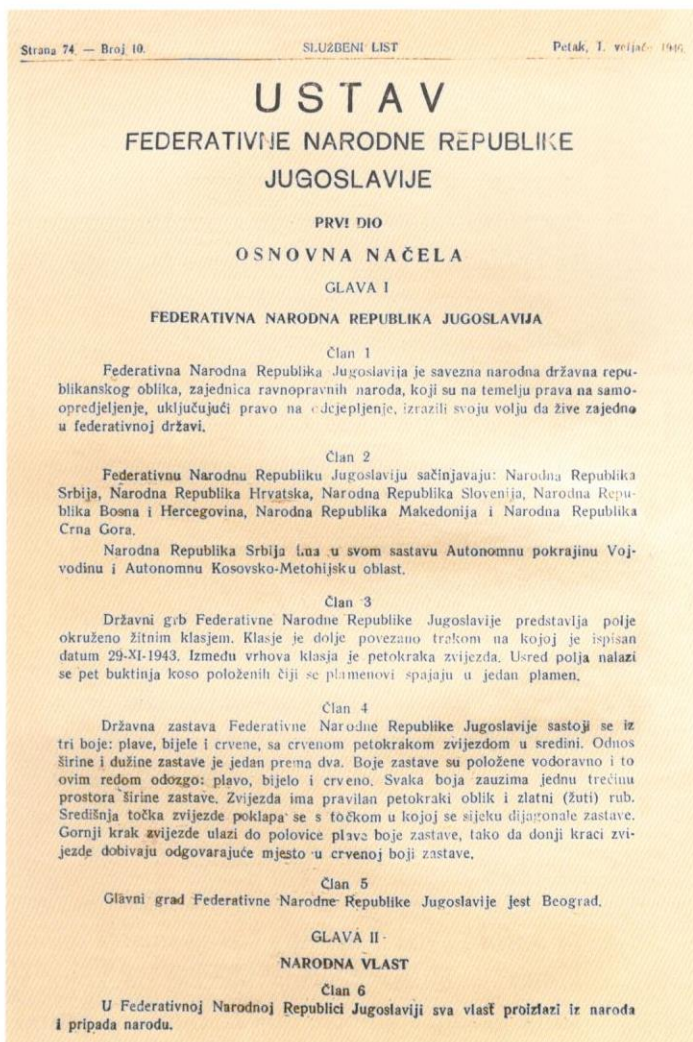 Strana 74 — Broj 10. SLUŽBENI LIST Petak, 1. veljače 1946.
USTAV
FEDERATIVNE NARODNE REPUBLIKE
JUGOSLAVIJE
PRVI DIO
OSNOVNA NAČELA
GLAVA I
FEDERATIVNA NARODNA REPUBLIKA JUGOSLAVIJA
Član 1
Federativna Narodna Republika Jugoslavija je savezna narodna državna repu-
blikanskog oblika, zajednica ravnopravnih naroda, koji su na temelju prava na samo-
opredjeljenje, uključujući pravo na odcjepljenje, izrazili svoju volju da žive zajedno
u federativnoj državi.
Član 2
Federativnu Narodnu Republiku Jugoslaviju sačinjavaju: Narodna Republika
Srbija, Narodna Republika Hrvatska, Narodna Republika Slovenija, Narodna Repu-
blika Bosna i Hercegovina, Narodna Republika Makedonija i Narodna Republika
Crna Gora.
Narodna Republika Srbija ima u svom sastavu Autonomnu pokrajinu Voj-
vodinu i Autonomnu Kosovsko-Metohijsku oblast.
Član 3
Državni grb Federativne Narodne Republike Jugoslavije predstavlja polje
okruženo žitnim klasjem. Klasje je dolje povezano trakom na kojoj je ispisan
datum 29-XI-1943. Između vrhova klasja je petokraka zvijezda. Usred polja nalazi
se pet buktinja koso položenih čiji se plamenovi spajaju u jedan plamen.
Član 4
Državna zastava Federativne Narodne Republike Jugoslavije sastoji se iz
tri boje: plave, bijele i crvene, sa crvenom petokrakom zvijezdom u sredini. Odnos
širine i dužine zastave je jedan prema dva. Boje zastave su položene vodoravno i to
ovim redom odozgo: plavo, bijelo i crveno. Svaka boja zauzima jednu trećinu
prostora širine zastave. Zvijezda ima pravilan petokraki oblik i zlatni (žuti) rub.
Središnja točka zvijezde poklapa se s točkom u kojoj se sijeku dijagonale zastave.
Gornji krak zvijezde ulazi do polovice plave boje zastave, tako da donji kraci zvi-
jezde dobivaju odgovarajuće mjesto u crvenoj boji zastave.
Član 5
Glavni grad Federativne Narodne Republike Jugoslavije jest Beograd.
GLAVA II
NARODNA VLAST
Član 6
U Federativnoj Narodnoj Republici Jugoslaviji sva vlast proizlazi iz naroda
i pripada narodu.